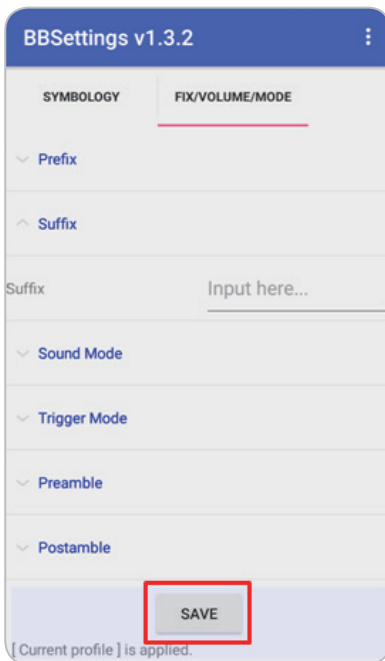 BBSettings v1.3.2
SYMBOLOGY FIX/VOLUME/MODE
Prefix
Suffix
Suffix Input here...
Sound Mode
Trigger Mode
Preamble
Postamble
SAVE
[ Current profile ] is applied.